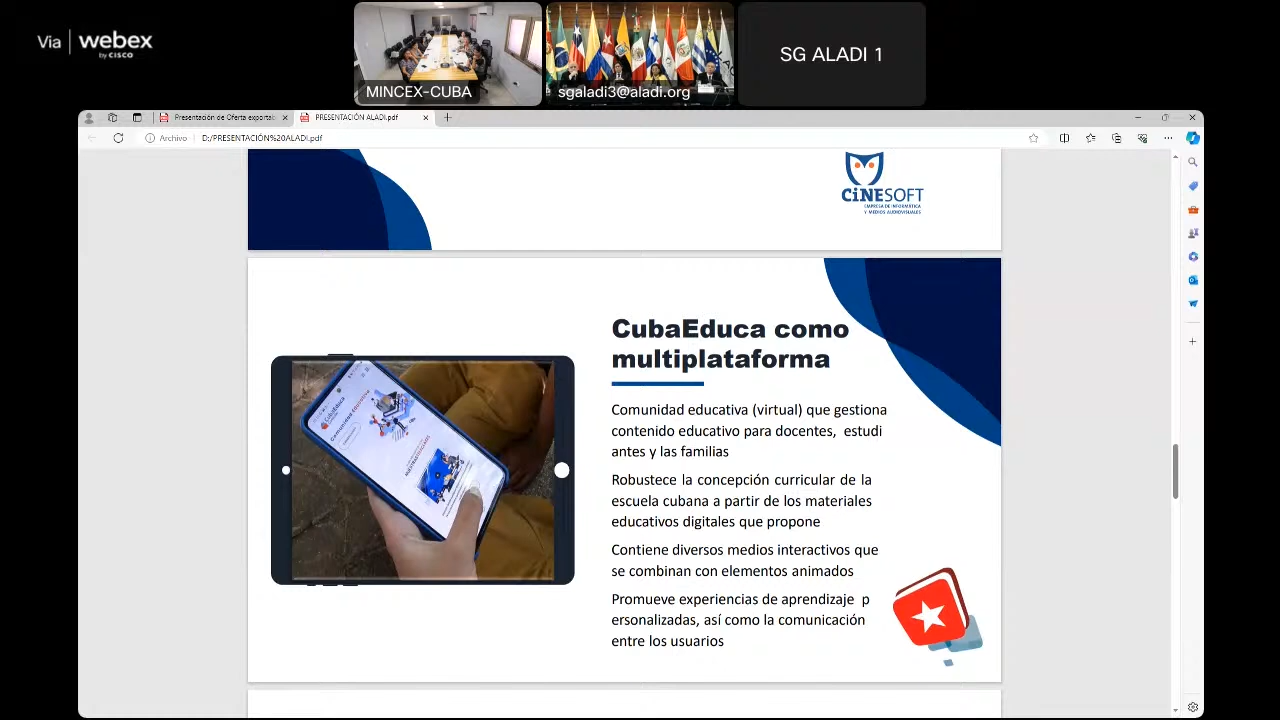 Via | webex
by CISCO
MINCEX-CUBA
sgaladi3@aladi.org
SG ALADI 1
Presentación de Oferta exportab
PRESENTACIÓN ALADI.pdf
Archivo
D:/PRESENTACIÓN%20ALADI.pdf
CiNESOFT
EMPRESA DE INFORMÁTICA
Y MEDIOS AUDIOVISUALES
CubaEduca como
multiplataforma
Comunidad educativa (virtual) que gestiona
contenido educativo para docentes, estudi
antes y las familias
Robustece la concepción curricular de la
escuela cubana a partir de los materiales
educativos digitales que propone
Contiene diversos medios interactivos que
se combinan con elementos animados
Promueve experiencias de aprendizaje p
ersonalizadas, así como la comunicación
entre los usuarios
CubaEduca